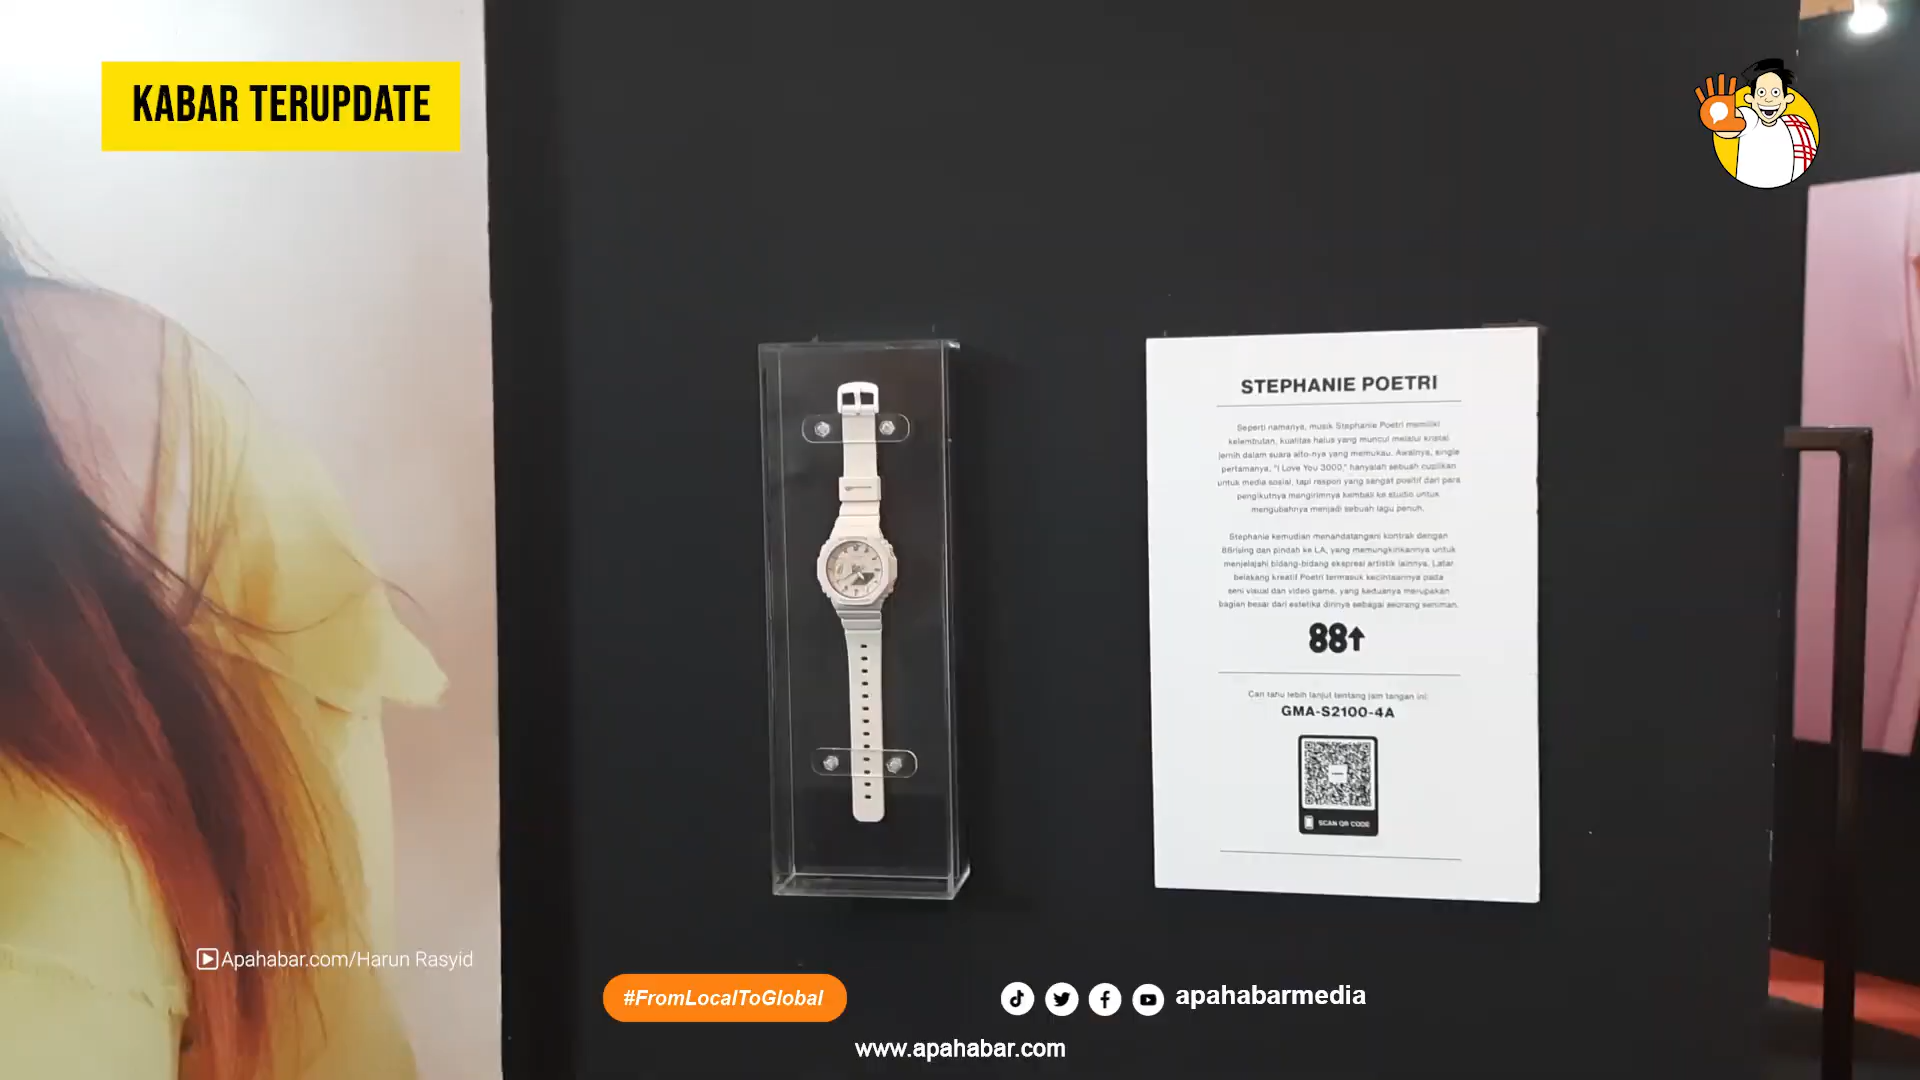 KABAR TERUPDATE
STEPHANIE POETRI
Seperti namanya, musik Stephanie Poetri memiliki
kelembutan, kualitas halus yang muncul melalui kristal
jernih dalam suara alto-nya yang memukau. Awalnya, single
pertamanya, "I Love You 3000," hanyalah sebuah cuplikan
untuk media sosial, tapi respon yang sangat positif dari para
pengikutnya mengirimnya kembali ke studio untuk
mengubahnya menjadi sebuah lagu penuh.
Stephanie kemudian menandatangani kontrak dengan
88rising dan pindah ke LA, yang memungkinkannya untuk
menjelajahi bidang-bidang ekspresi artistik lainnya. Latar
belakang kreatif Poetri termasuk kecintaannya pada
seni visual dan video game, yang keduanya merupakan
bagian besar dari estetika dirinya sebagai seorang seniman.
88↑
Cari tahu lebih lanjut tentang jam tangan ini:
GMA-S2100-4A
SCAN QR CODE
Apahabar.com/Harun Rasyid
#FromLocalToGlobal
apahabarmedia
www.apahabar.com